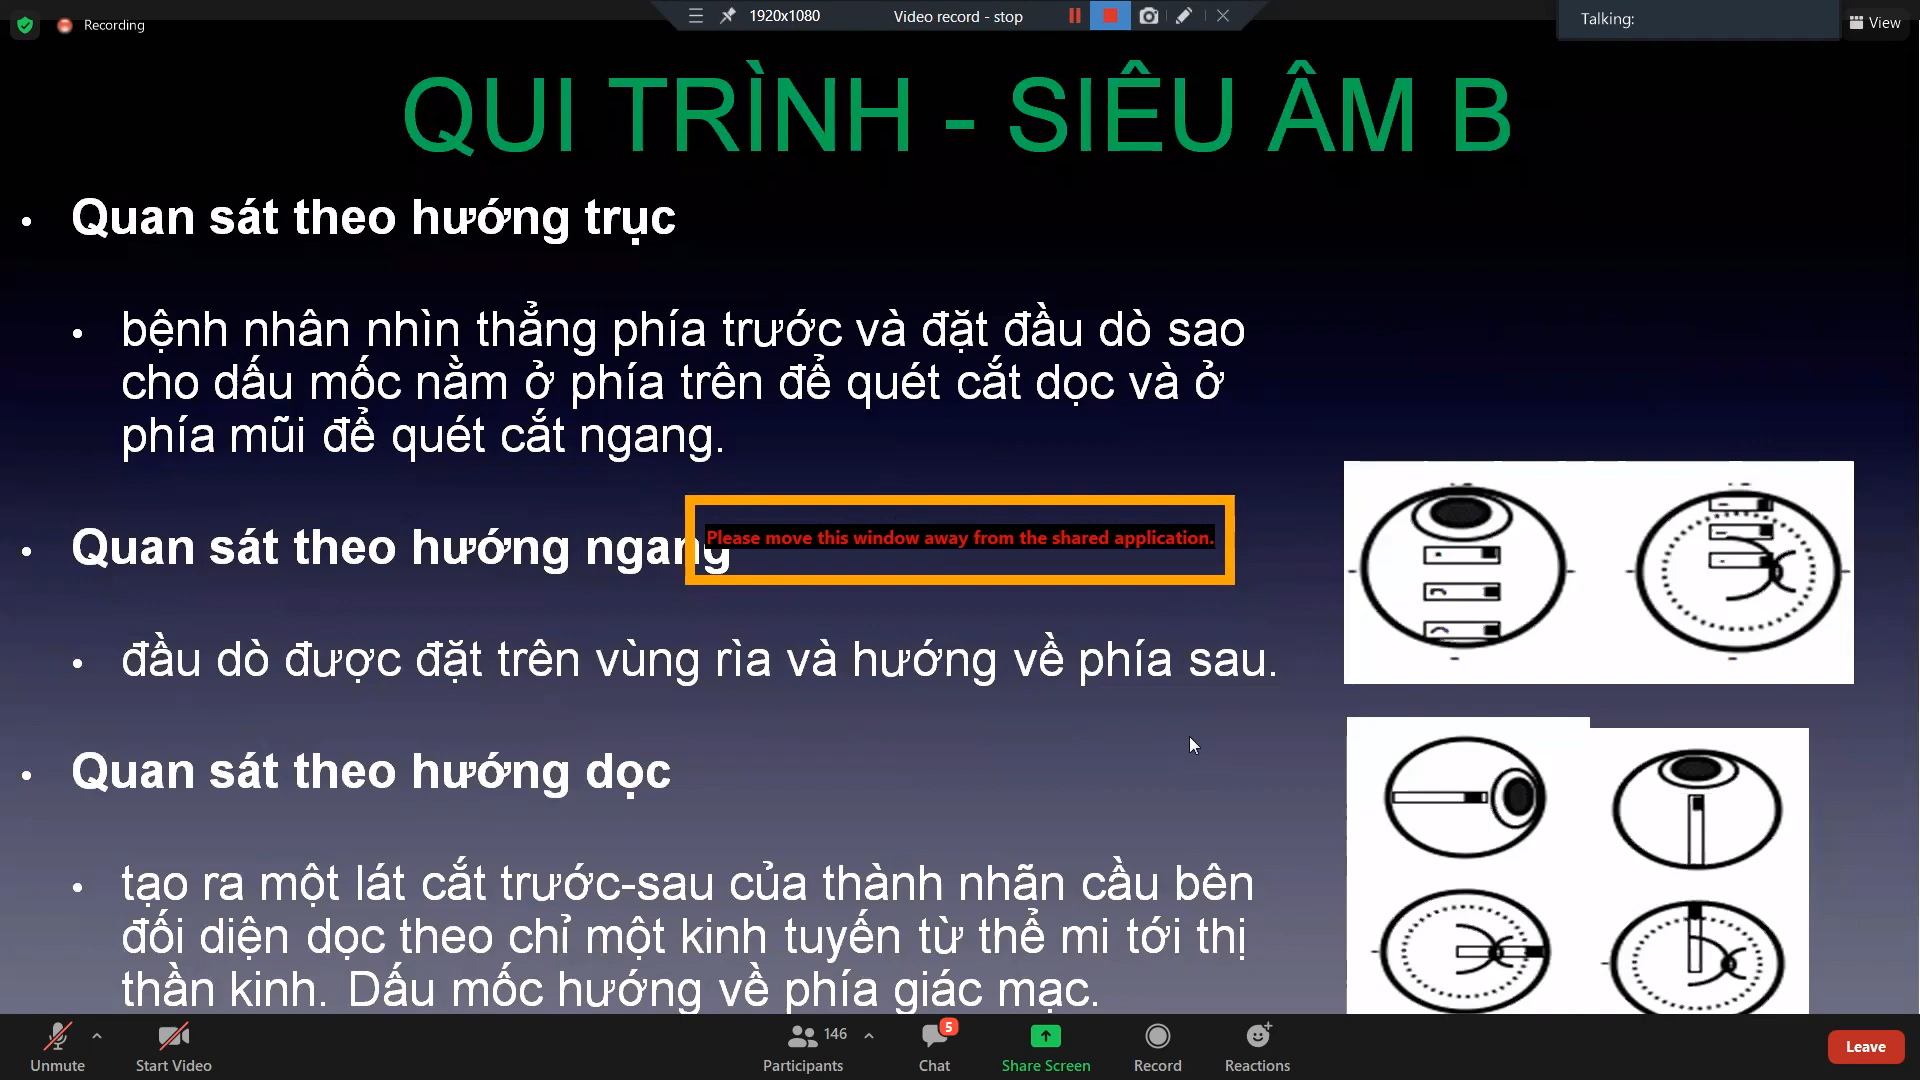 Recording
1920x1080
Video record - stop
Talking:
View
QUI TRÌNH - SIÊU ÂM B
• Quan sát theo hướng trục
• bệnh nhân nhìn thẳng phía trước và đặt đầu dò sao
cho dấu mốc nằm ở phía trên để quét cắt dọc và ở
phía mũi để quét cắt ngang.
• Quan sát theo hướng ngang
Please move this window away from the shared application.
• đầu dò được đặt trên vùng rìa và hướng về phía sau.
• Quan sát theo hướng dọc
• tạo ra một lát cắt trước-sau của thành nhãn cầu bên
đối diện dọc theo chỉ một kinh tuyến từ thể mi tới thị
thần kinh. Dấu mốc hướng về phía giác mạc.
Unmute
Start Video
146
Participants
5
Chat
Share Screen
Record
Reactions
Leave